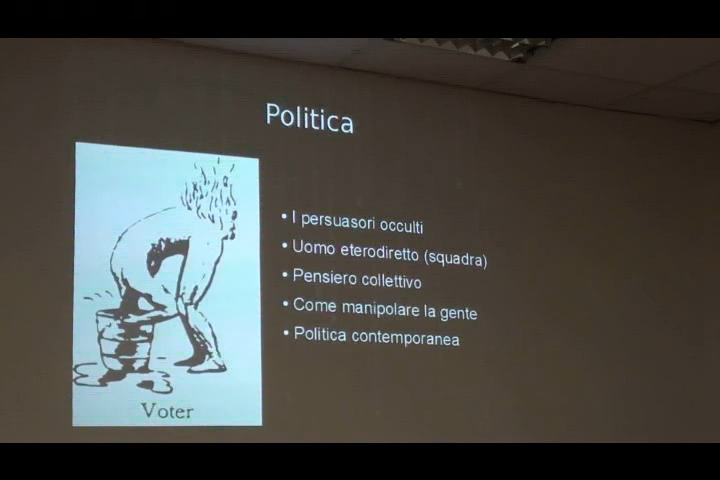 Politica
• I persuasori occulti
• Uomo eterodiretto (squadra)
• Pensiero collettivo
• Come manipolare la gente
• Politica contemporanea
Voter